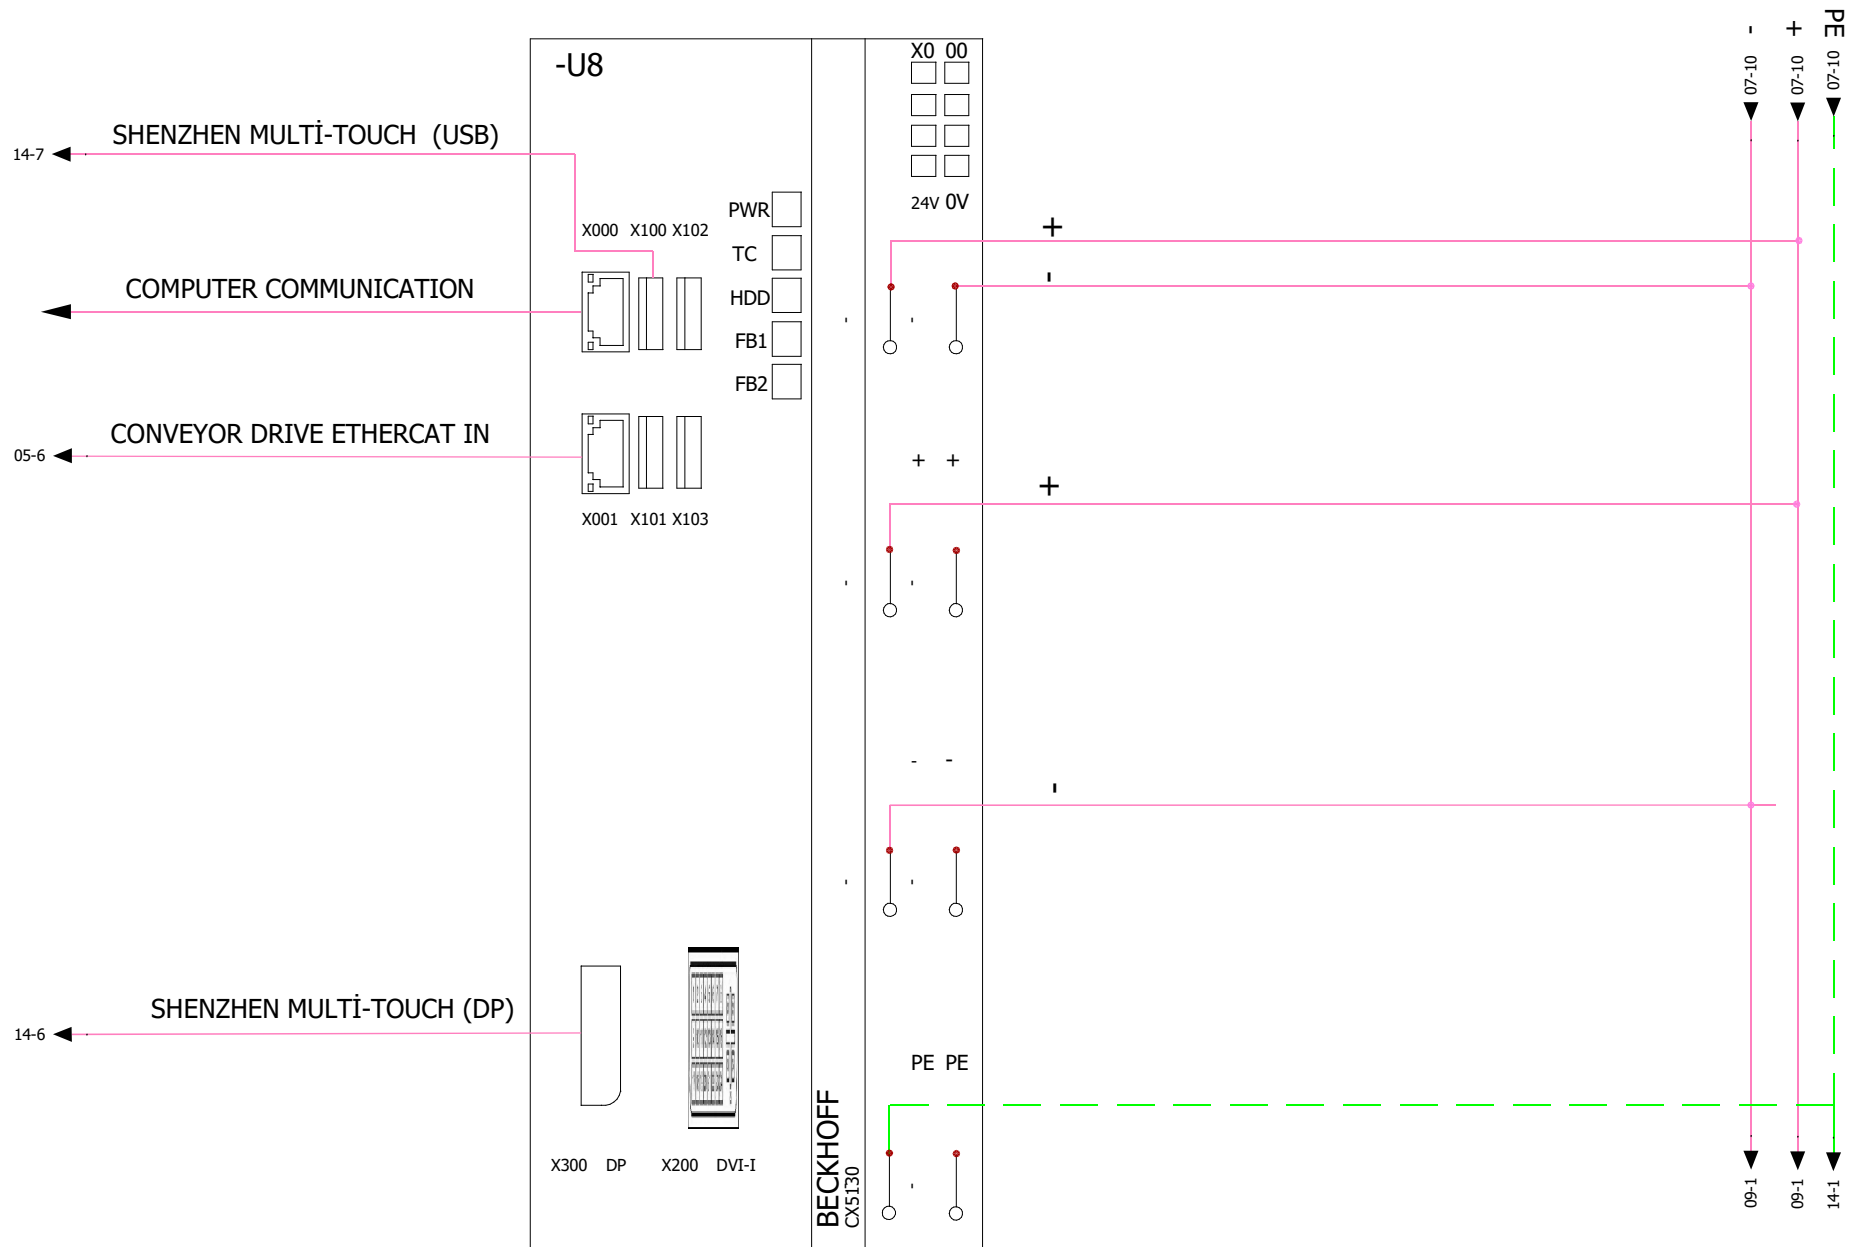 -U8
X0 00
24V 0V
- + PE
07-10 07-10 07-10
SHENZHEN MULTİ-TOUCH (USB)
14-7
PWR
X000 X100 X102
TC
COMPUTER COMMUNICATION
HDD
FB1
FB2
+
-
CONVEYOR DRIVE ETHERCAT IN
05-6
+ +
+
X001 X101 X103
- -
-
SHENZHEN MULTİ-TOUCH (DP)
14-6
PE PE
BECKHOFF
CX5130
X300 DP X200 DVI-I
09-1 09-1 14-1